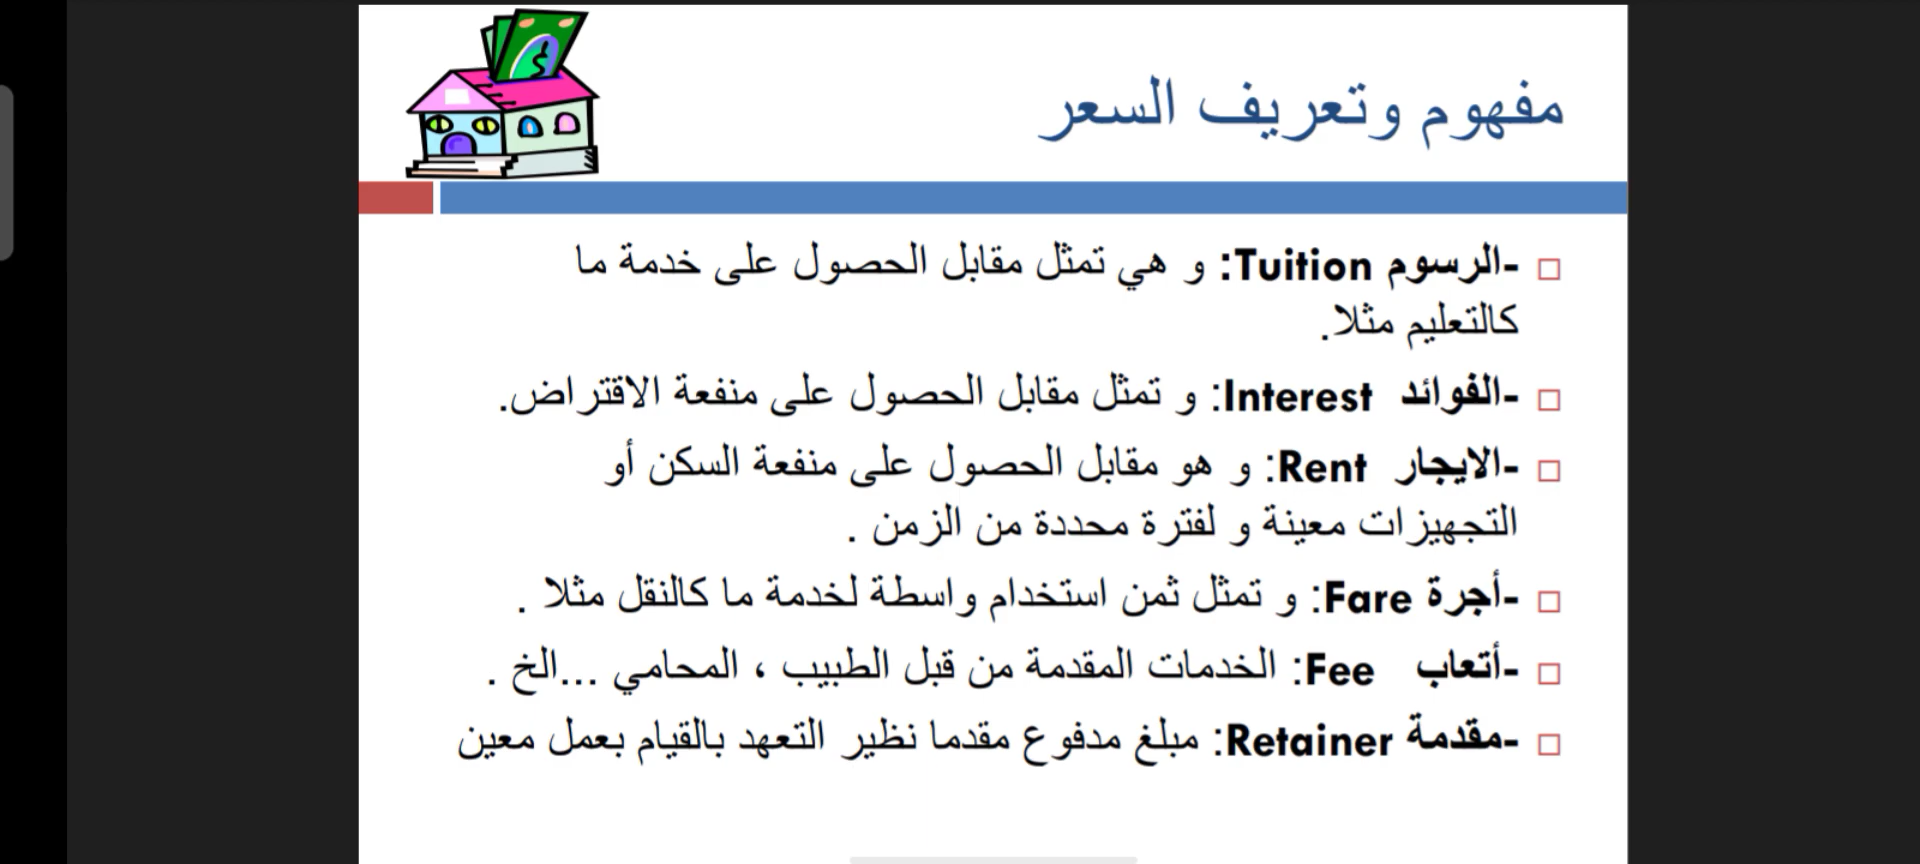 مفهوم وتعريف السعر
-الرسوم Tuition: و هي تمثل مقابل الحصول على خدمة ما
كالتعليم مثلا.
-الفوائد Interest: و تمثل مقابل الحصول على منفعة الاقتراض.
-الايجار Rent: و هو مقابل الحصول على منفعة السكن أو
التجهيزات معينة و لفترة محددة من الزمن .
-أجرة Fare: و تمثل ثمن استخدام واسطة لخدمة ما كالنقل مثلا .
-أتعاب Fee: الخدمات المقدمة من قبل الطبيب ، المحامي ...الخ .
-مقدمة Retainer: مبلغ مدفوع مقدما نظير التعهد بالقيام بعمل معين